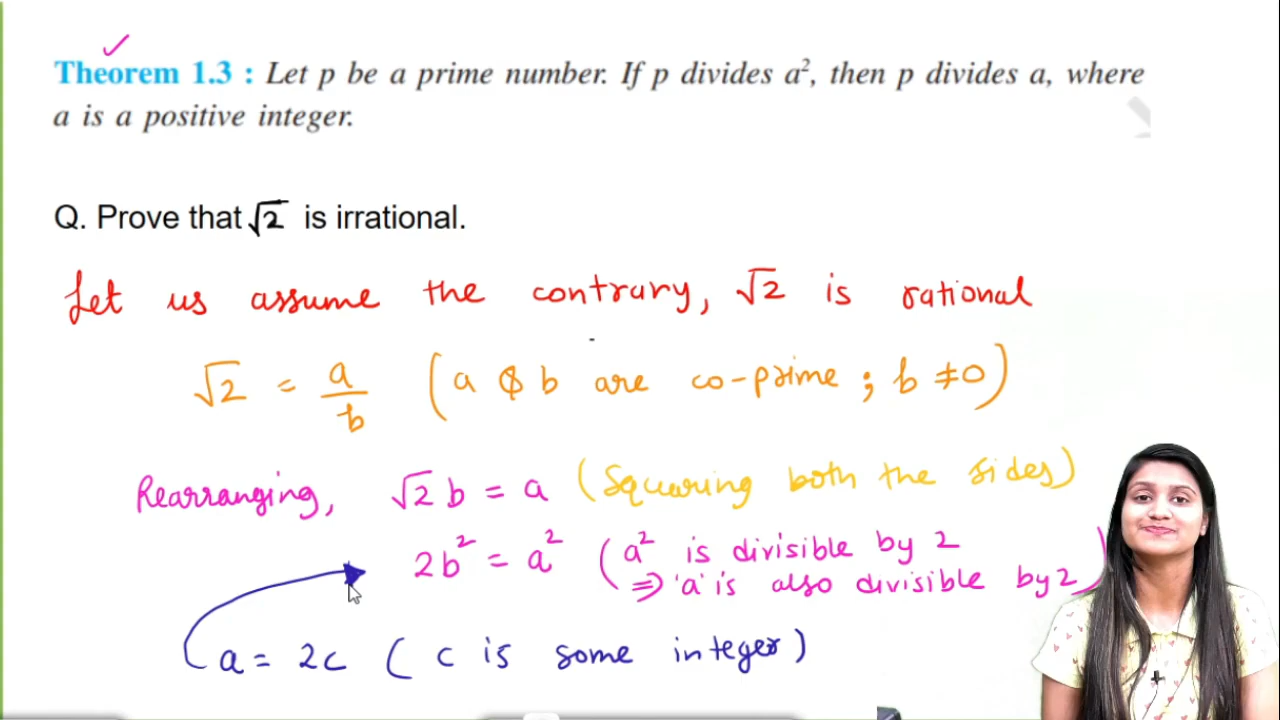 Theorem 1.3 : Let p be a prime number. If p divides a², then p divides a, where
a is a positive integer.
Q. Prove that √2 is irrational.
Let us assume the contrary, √2 is rational
√2 = a/b (a & b are co-prime ; b ≠ 0)
Rearranging, √2 b = a (Squaring both the sides)
2b² = a² (a² is divisible by 2
⇒ 'a' is also divisible by 2)
a = 2c ( c is some integer)